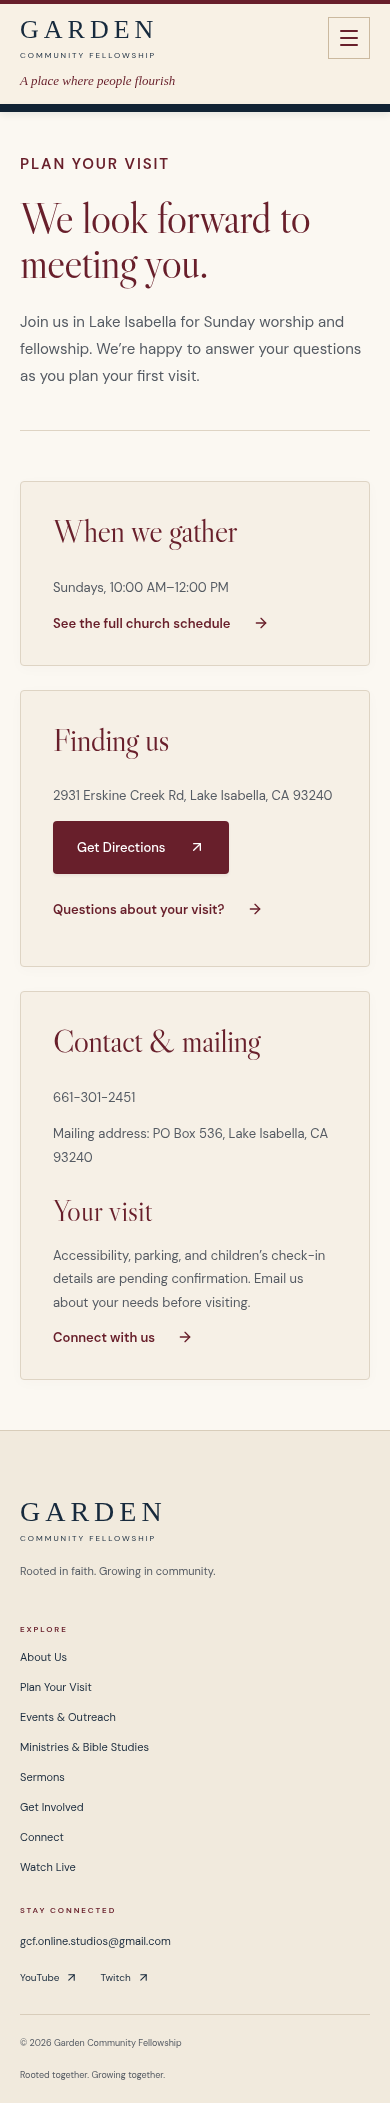 GARDEN
COMMUNITY FELLOWSHIP
A place where people flourish
PLAN YOUR VISIT
We look forward to
meeting you.
Join us in Lake Isabella for Sunday worship and
fellowship. We’re happy to answer your questions
as you plan your first visit.
When we gather
Sundays, 10:00 AM–12:00 PM
See the full church schedule →
Finding us
2931 Erskine Creek Rd, Lake Isabella, CA 93240
Get Directions ↗
Questions about your visit? →
Contact & mailing
661-301-2451
Mailing address: PO Box 536, Lake Isabella, CA
93240
Your visit
Accessibility, parking, and children’s check-in
details are pending confirmation. Email us
about your needs before visiting.
Connect with us →
GARDEN
COMMUNITY FELLOWSHIP
Rooted in faith. Growing in community.
EXPLORE
About Us
Plan Your Visit
Events & Outreach
Ministries & Bible Studies
Sermons
Get Involved
Connect
Watch Live
STAY CONNECTED
gcf.online.studios@gmail.com
YouTube ↗ Twitch ↗
© 2026 Garden Community Fellowship
Rooted together. Growing together.